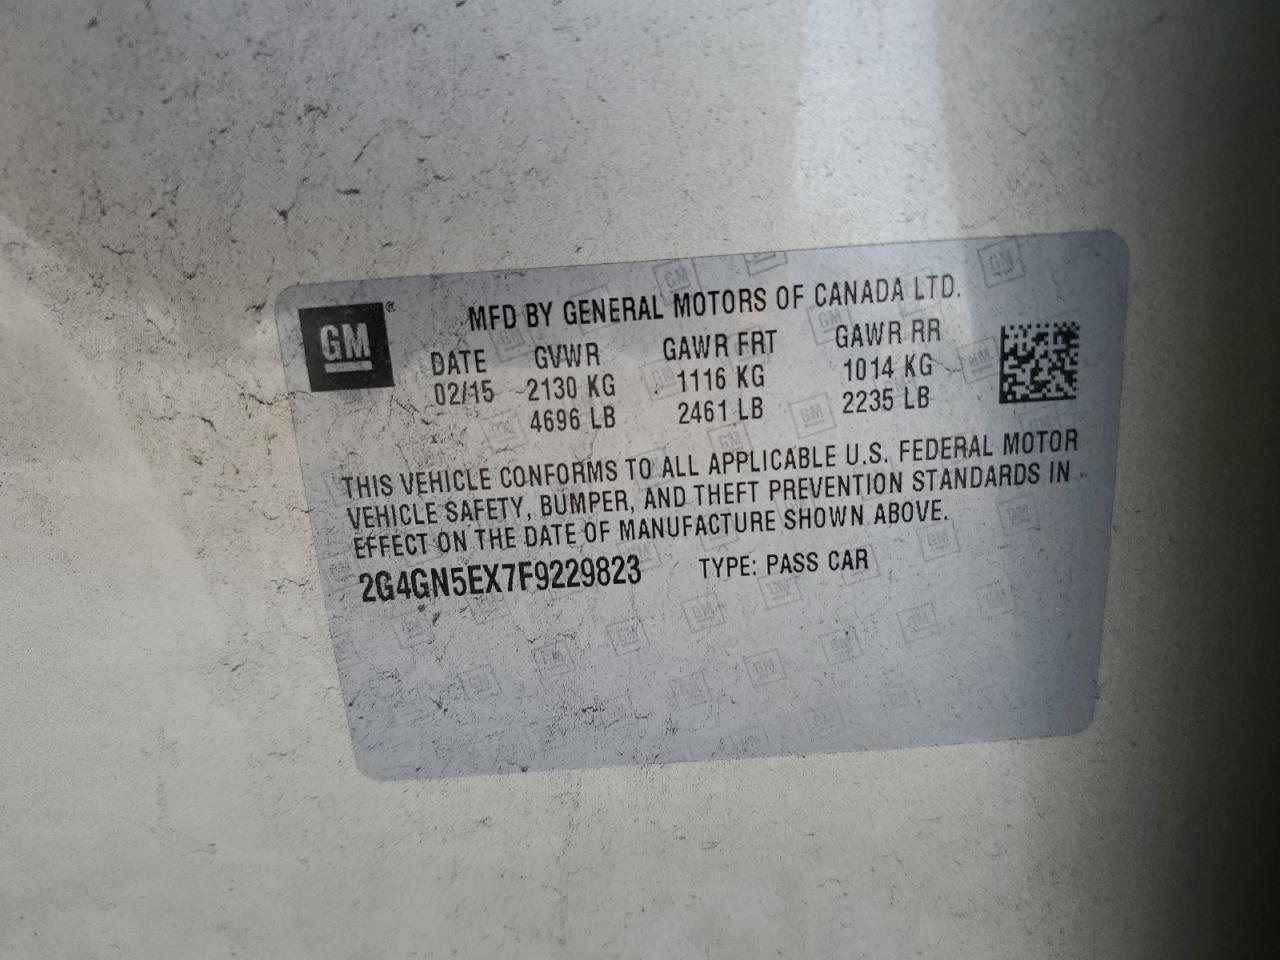 GM®
MFD BY GENERAL MOTORS OF CANADA LTD.
DATE GVWR GAWR FRT GAWR RR
02/15 2130 KG 1116 KG 1014 KG
4696 LB 2461 LB 2235 LB
THIS VEHICLE CONFORMS TO ALL APPLICABLE U.S. FEDERAL MOTOR
VEHICLE SAFETY, BUMPER, AND THEFT PREVENTION STANDARDS IN
EFFECT ON THE DATE OF MANUFACTURE SHOWN ABOVE.
2G4GN5EX7F9229823 TYPE: PASS CAR